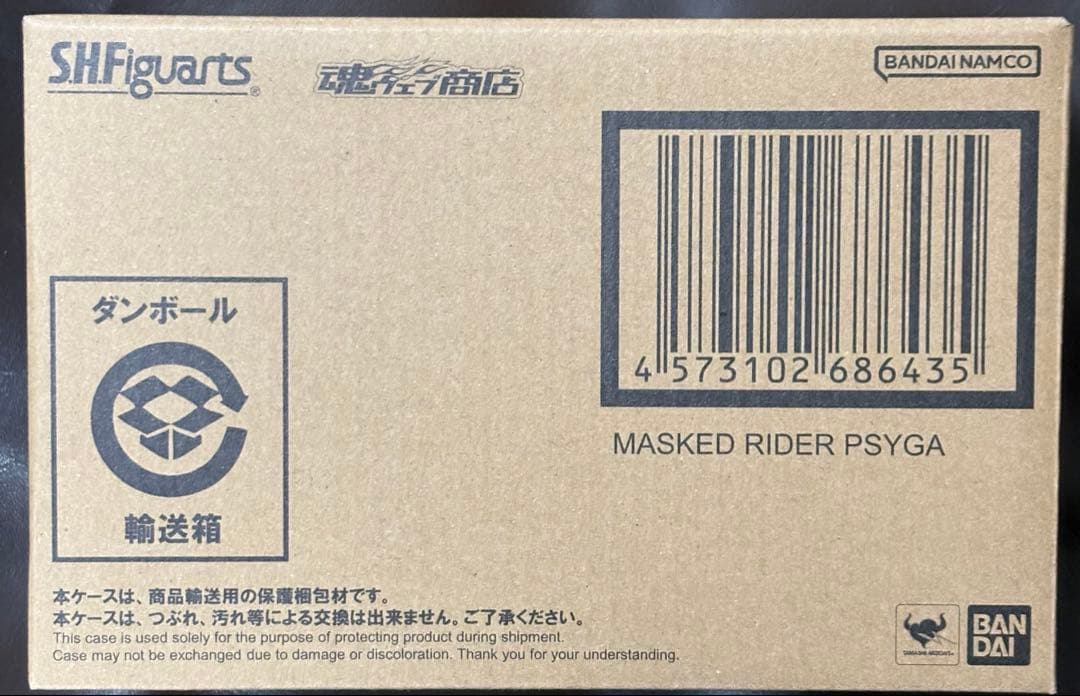 S.H.Figuarts®
魂ウェブ商店
BANDAI NAMCO
4 573102 686435
MASKED RIDER PSYGA
ダンボール
輸送箱
本ケースは、商品輸送用の保護梱包材です。
本ケースは、つぶれ、汚れ等による交換は出来ません。ご了承ください。
This case is used solely for the purpose of protecting product during shipment.
Case may not be exchanged due to damage or discoloration. Thank you for your understanding.
TAMASHII NATIONS
BAN
DAI